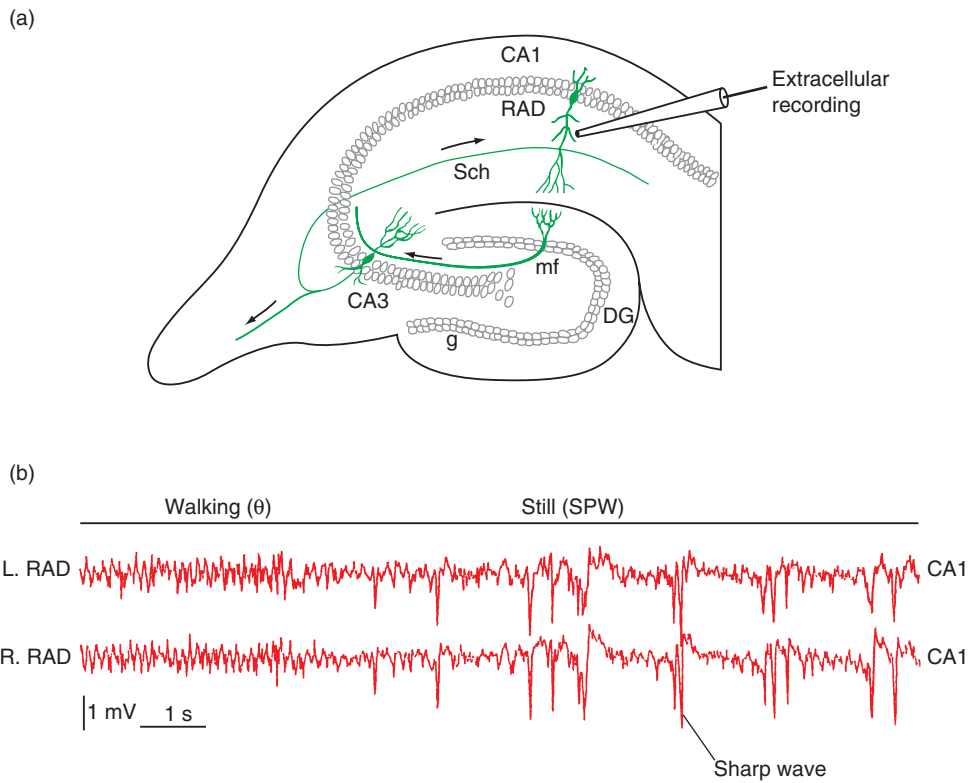 (a)
CA1
RAD
Extracellular
recording
Sch
mf
CA3
DG
g
(b)
Walking (θ)
Still (SPW)
L. RAD
CA1
R. RAD
CA1
1 mV
1 s
Sharp wave